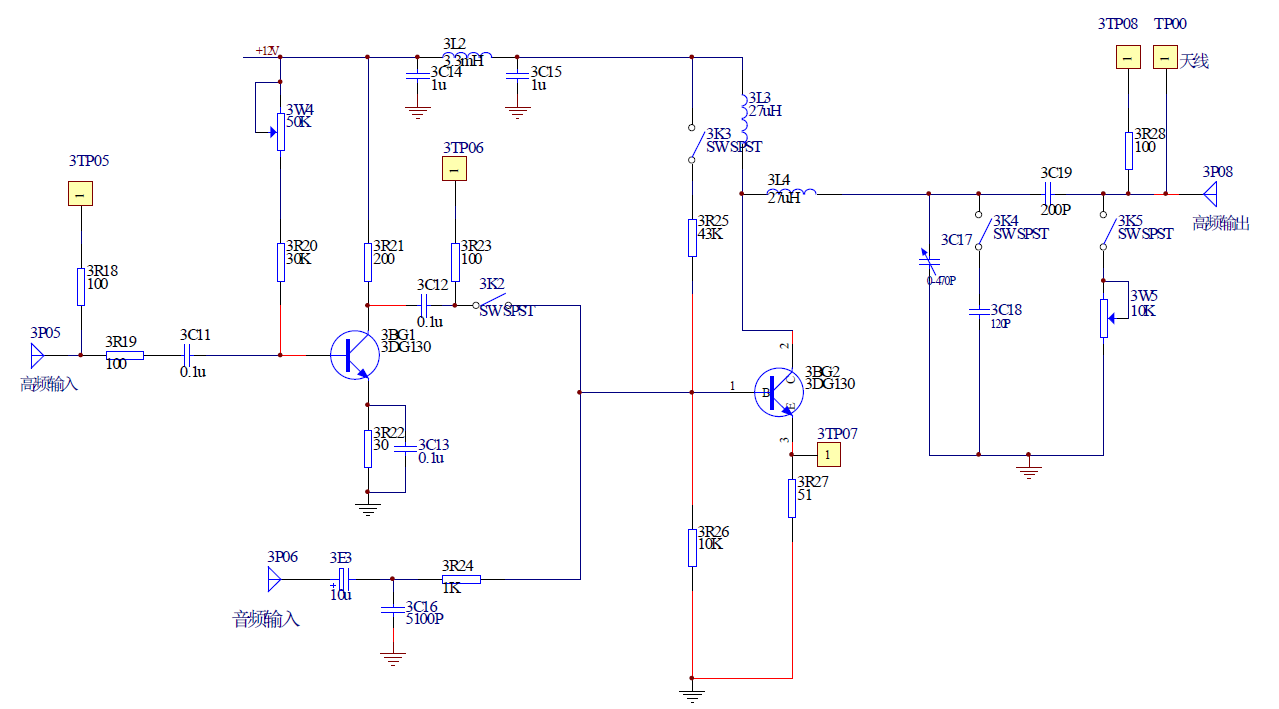 3TP08
TP00
1
1
天线
+12V
3L2
3.3mH
3C14
1u
3C15
1u
3W4
50K
3L3
27uH
3K3
SWSPST
3R28
100
3TP05
1
3TP06
1
3L4
27uH
3C19
200P
3P08
高频输出
3R18
100
3R20
30K
3R21
200
3R23
100
3R25
43K
3C17
0-470P
3K4
SWSPST
3K5
SWSPST
3C12
0.1u
3K2
SWSPST
3C18
120P
3W5
10K
3P05
高频输入
3R19
100
3C11
0.1u
3BG1
3DG130
2
1
B
C
E
3
3BG2
3DG130
3R22
30
3C13
0.1u
3TP07
1
3R27
51
3R26
10K
3P06
音频输入
3E3
+
10u
3R24
1K
3C16
5100P